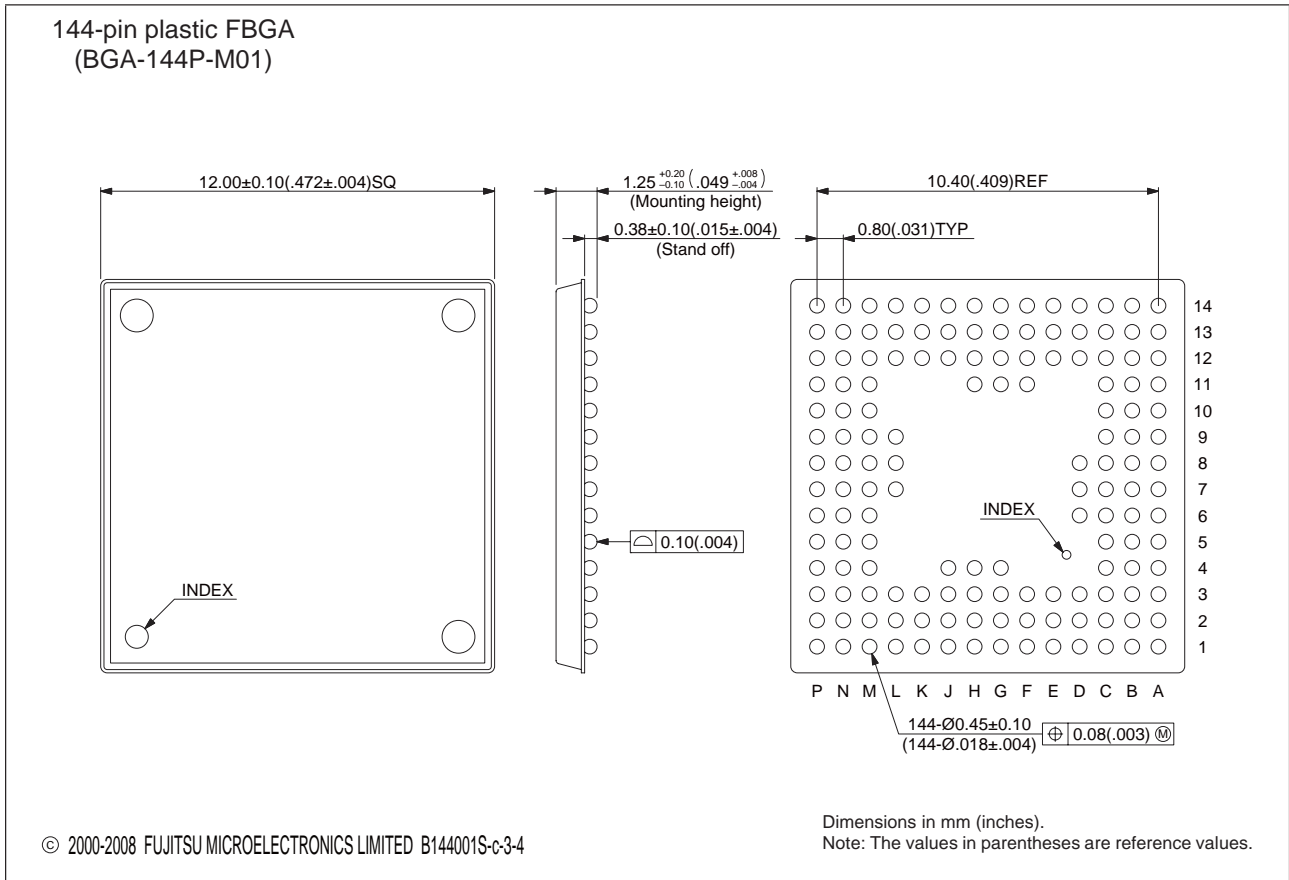 144-pin plastic FBGA
(BGA-144P-M01)
12.00±0.10(.472±.004)SQ
1.25 +0.20 -0.10 (.049 +.008 -.004)
(Mounting height)
10.40(.409)REF
0.38±0.10(.015±.004)
(Stand off)
0.80(.031)TYP
14
13
12
11
10
9
8
7
INDEX
6
0.10(.004)
5
4
INDEX
3
2
1
P N M L K J H G F E D C B A
144-Ø0.45±0.10
(144-Ø.018±.004)
⌖ 0.08(.003) Ⓜ
© 2000-2008 FUJITSU MICROELECTRONICS LIMITED B144001S-c-3-4
Dimensions in mm (inches).
Note: The values in parentheses are reference values.